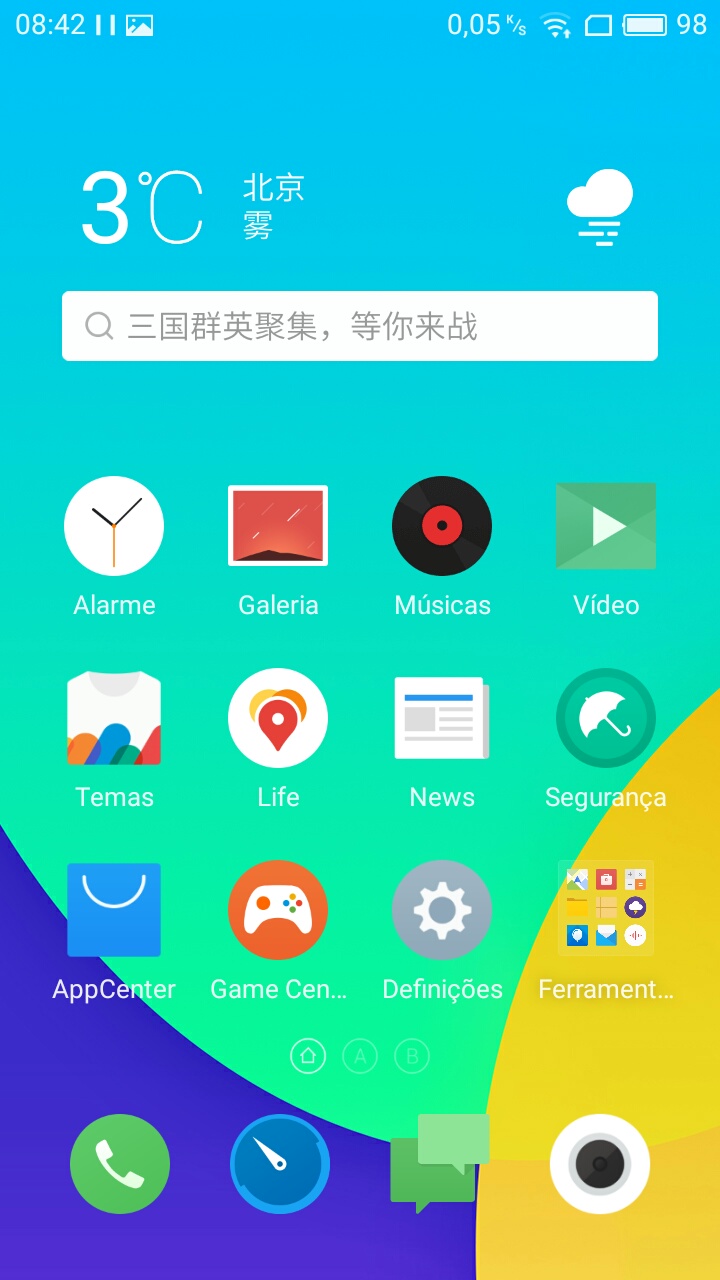 08:42
0,05 K/s
98
3°C
北京
雾
三国群英聚集，等你来战
Alarme
Galeria
Músicas
Vídeo
Temas
Life
News
Segurança
AppCenter
Game Cen...
Definições
Ferrament...
A
B